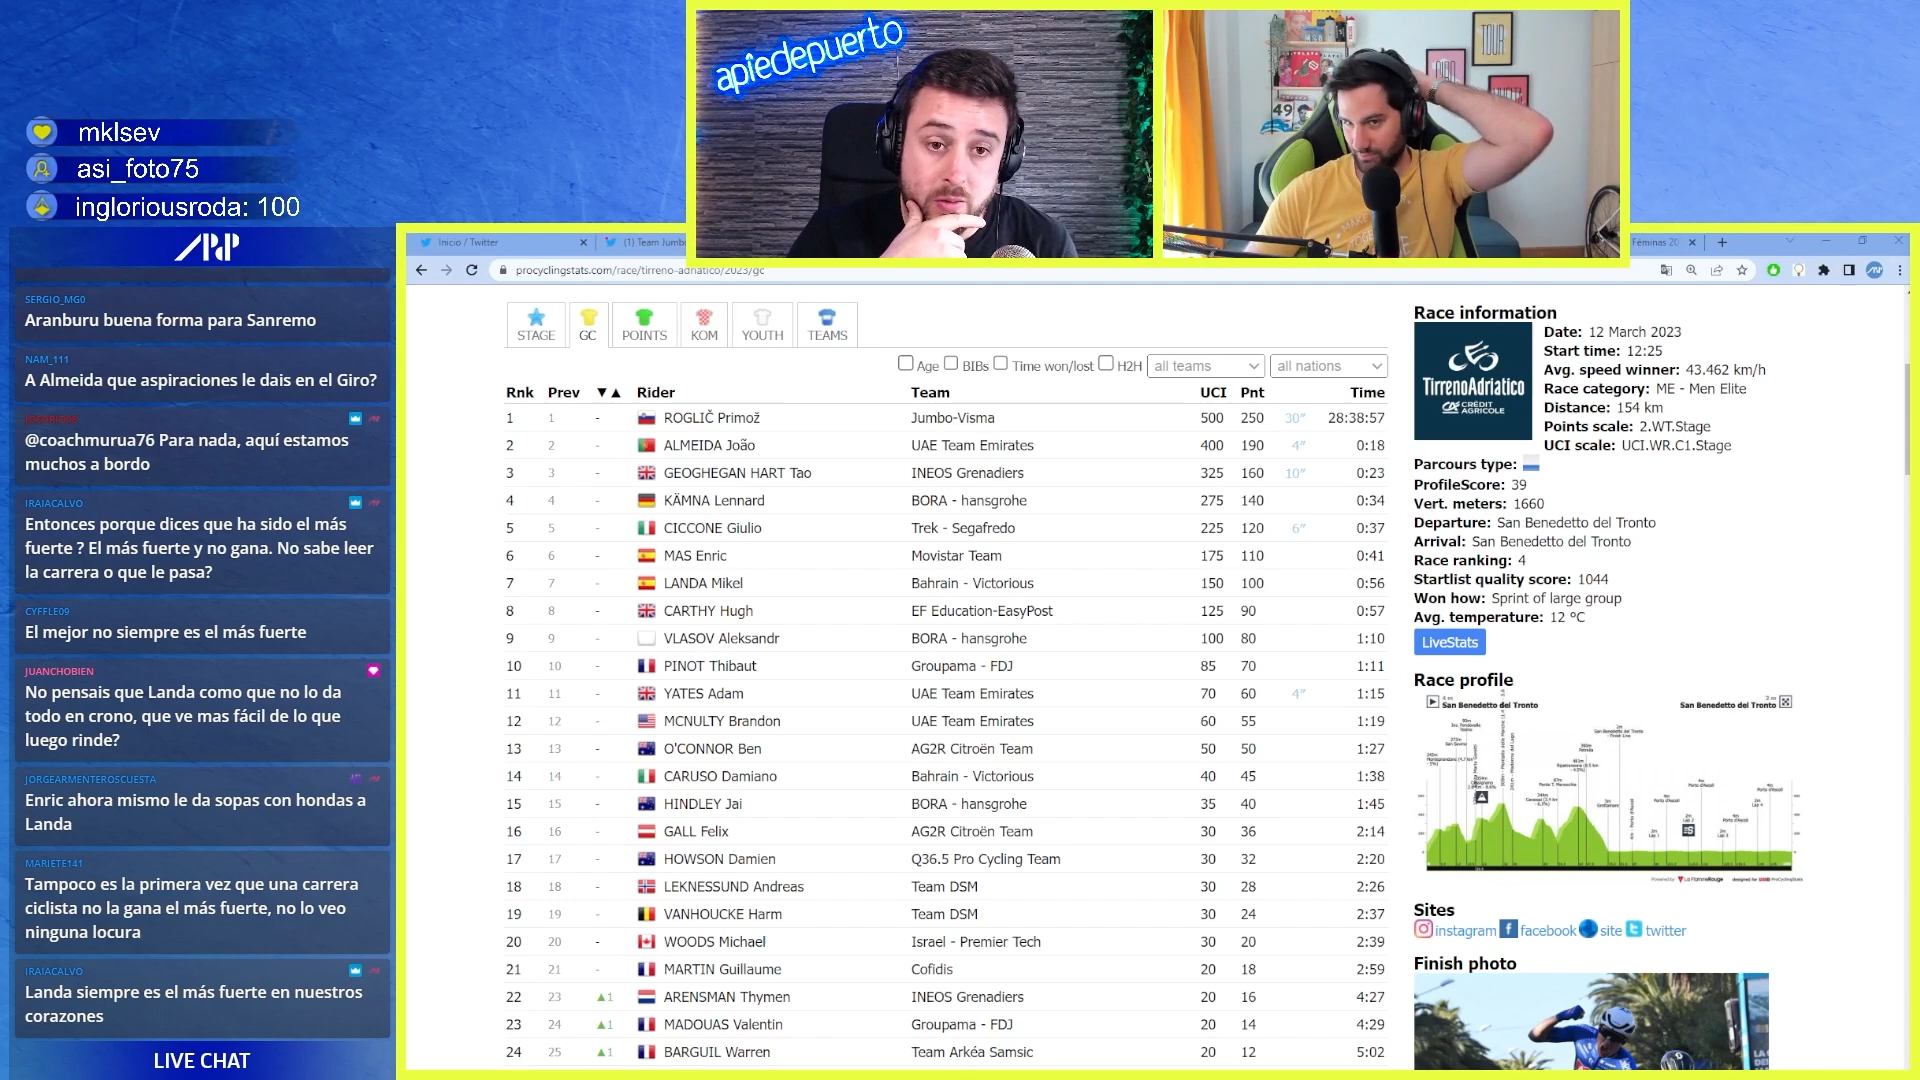 mklsev
asi_foto75
ingloriousroda: 100
APDP
SERGIO_MG0
Aranburu buena forma para Sanremo
NAM_111
A Almeida que aspiraciones le dais en el Giro?
@coachmurua76 Para nada, aquí estamos
muchos a bordo
IRAIACALVO
Entonces porque dices que ha sido el más
fuerte ? El más fuerte y no gana. No sabe leer
la carrera o que le pasa?
CYFFLE09
El mejor no siempre es el más fuerte
JUANCHOBIEN
No pensais que Landa como que no lo da
todo en crono, que ve mas fácil de lo que
luego rinde?
JORGEARMENTEROSCUESTA
Enric ahora mismo le da sopas con hondas a
Landa
MARIETE141
Tampoco es la primera vez que una carrera
ciclista no la gana el más fuerte, no lo veo
ninguna locura
IRAIACALVO
Landa siempre es el más fuerte en nuestros
corazones
LIVE CHAT
apiedepuerto
TOUR
49
Inicio / Twitter
(1) Team Jumb
Féminas 20
procyclingstats.com/race/tirreno-adriatico/2023/gc
STAGE GC POINTS KOM YOUTH TEAMS
Age BIBs Time won/lost H2H all teams all nations
Rnk Prev ▼▲ Rider Team UCI Pnt Time
1 1 - ROGLIČ Primož Jumbo-Visma 500 250 30″ 28:38:57
2 2 - ALMEIDA João UAE Team Emirates 400 190 4″ 0:18
3 3 - GEOGHEGAN HART Tao INEOS Grenadiers 325 160 10″ 0:23
4 4 - KÄMNA Lennard BORA - hansgrohe 275 140 0:34
5 5 - CICCONE Giulio Trek - Segafredo 225 120 6″ 0:37
6 6 - MAS Enric Movistar Team 175 110 0:41
7 7 - LANDA Mikel Bahrain - Victorious 150 100 0:56
8 8 - CARTHY Hugh EF Education-EasyPost 125 90 0:57
9 9 - VLASOV Aleksandr BORA - hansgrohe 100 80 1:10
10 10 - PINOT Thibaut Groupama - FDJ 85 70 1:11
11 11 - YATES Adam UAE Team Emirates 70 60 4″ 1:15
12 12 - MCNULTY Brandon UAE Team Emirates 60 55 1:19
13 13 - O'CONNOR Ben AG2R Citroën Team 50 50 1:27
14 14 - CARUSO Damiano Bahrain - Victorious 40 45 1:38
15 15 - HINDLEY Jai BORA - hansgrohe 35 40 1:45
16 16 - GALL Felix AG2R Citroën Team 30 36 2:14
17 17 - HOWSON Damien Q36.5 Pro Cycling Team 30 32 2:20
18 18 - LEKNESSUND Andreas Team DSM 30 28 2:26
19 19 - VANHOUCKE Harm Team DSM 30 24 2:37
20 20 - WOODS Michael Israel - Premier Tech 30 20 2:39
21 21 - MARTIN Guillaume Cofidis 20 18 2:59
22 23 ▲1 ARENSMAN Thymen INEOS Grenadiers 20 16 4:27
23 24 ▲1 MADOUAS Valentin Groupama - FDJ 20 14 4:29
24 25 ▲1 BARGUIL Warren Team Arkéa Samsic 20 12 5:02
Race information
TirrenoAdriatico
CRÉDIT
AGRICOLE
Date: 12 March 2023
Start time: 12:25
Avg. speed winner: 43.462 km/h
Race category: ME - Men Elite
Distance: 154 km
Points scale: 2.WT.Stage
UCI scale: UCI.WR.C1.Stage
Parcours type:
ProfileScore: 39
Vert. meters: 1660
Departure: San Benedetto del Tronto
Arrival: San Benedetto del Tronto
Race ranking: 4
Startlist quality score: 1044
Won how: Sprint of large group
Avg. temperature: 12 °C
LiveStats
Race profile
San Benedetto del Tronto
San Benedetto del Tronto
Sites
instagram facebook site twitter
Finish photo